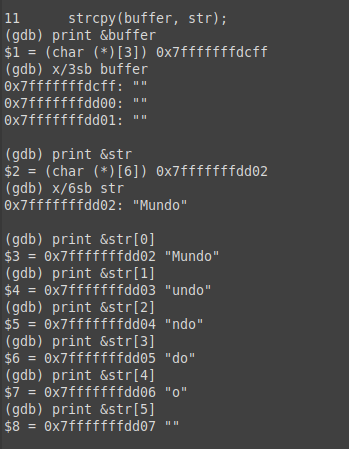 11      strcpy(buffer, str);
(gdb) print &buffer
$1 = (char (*)[3]) 0x7fffffffdcff
(gdb) x/3sb buffer
0x7fffffffdcff: ""
0x7fffffffdd00: ""
0x7fffffffdd01: ""
(gdb) print &str
$2 = (char (*)[6]) 0x7fffffffdd02
(gdb) x/6sb str
0x7fffffffdd02: "Mundo"
(gdb) print &str[0]
$3 = 0x7fffffffdd02 "Mundo"
(gdb) print &str[1]
$4 = 0x7fffffffdd03 "undo"
(gdb) print &str[2]
$5 = 0x7fffffffdd04 "ndo"
(gdb) print &str[3]
$6 = 0x7fffffffdd05 "do"
(gdb) print &str[4]
$7 = 0x7fffffffdd06 "o"
(gdb) print &str[5]
$8 = 0x7fffffffdd07 ""